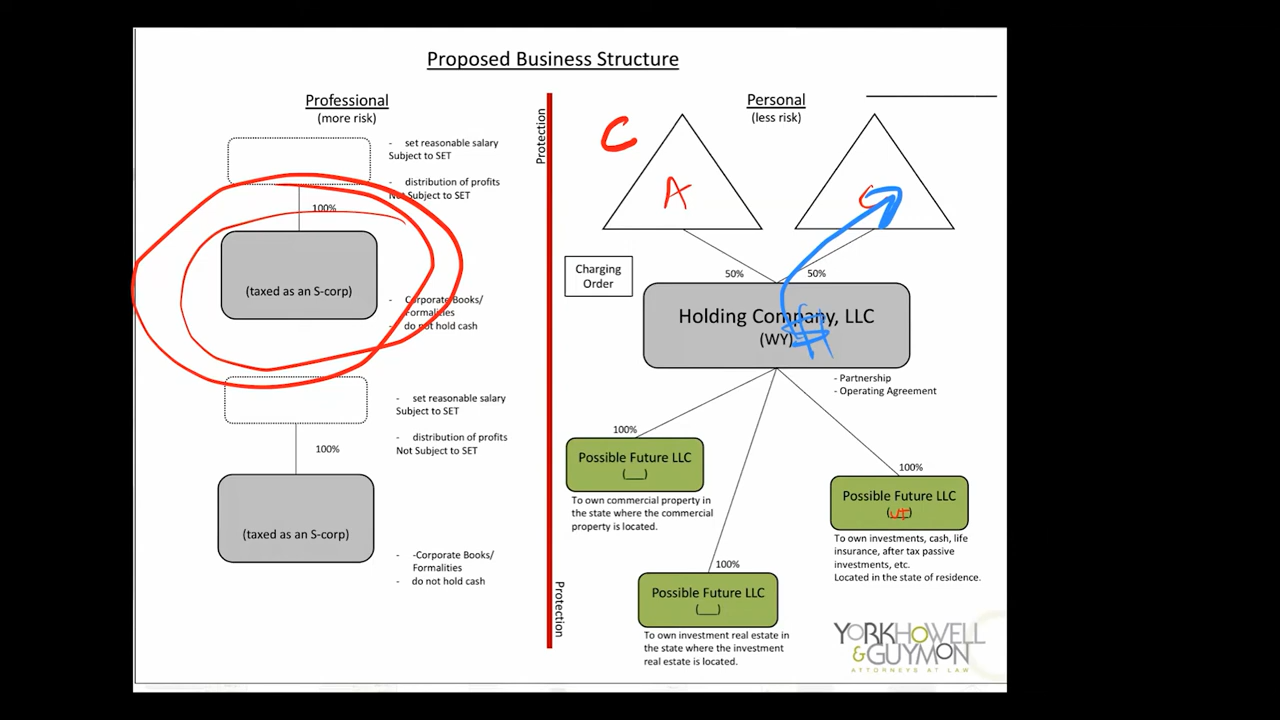 Proposed Business Structure
Professional
(more risk)
- set reasonable salary
Subject to SET
- distribution of profits
Not Subject to SET
100%
(taxed as an S-corp)
- Corporate Books/
Formalities
- do not hold cash
- set reasonable salary
Subject to SET
- distribution of profits
Not Subject to SET
100%
(taxed as an S-corp)
- -Corporate Books/
Formalities
- do not hold cash
Protection
Protection
Personal
(less risk)
C
A
C
Charging
Order
50%
50%
Holding Company, LLC
(WY)
$
- Partnership
- Operating Agreement
100%
Possible Future LLC
(___)
To own commercial property in
the state where the commercial
property is located.
100%
Possible Future LLC
(___)
To own investment real estate in
the state where the investment
real estate is located.
100%
Possible Future LLC
(UT)
To own investments, cash, life
insurance, after tax passive
investments, etc.
Located in the state of residence.
YORK HOWELL
& GUYMON
ATTORNEYS AT LAW